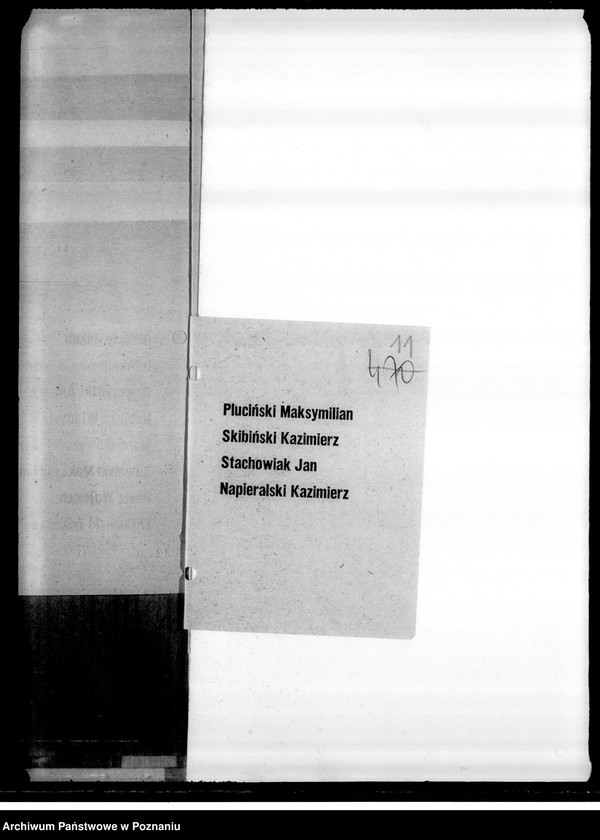 11
470
Pluciński Maksymilian
Skibiński Kazimierz
Stachowiak Jan
Napieralski Kazimierz
Archiwum Państwowe w Poznaniu